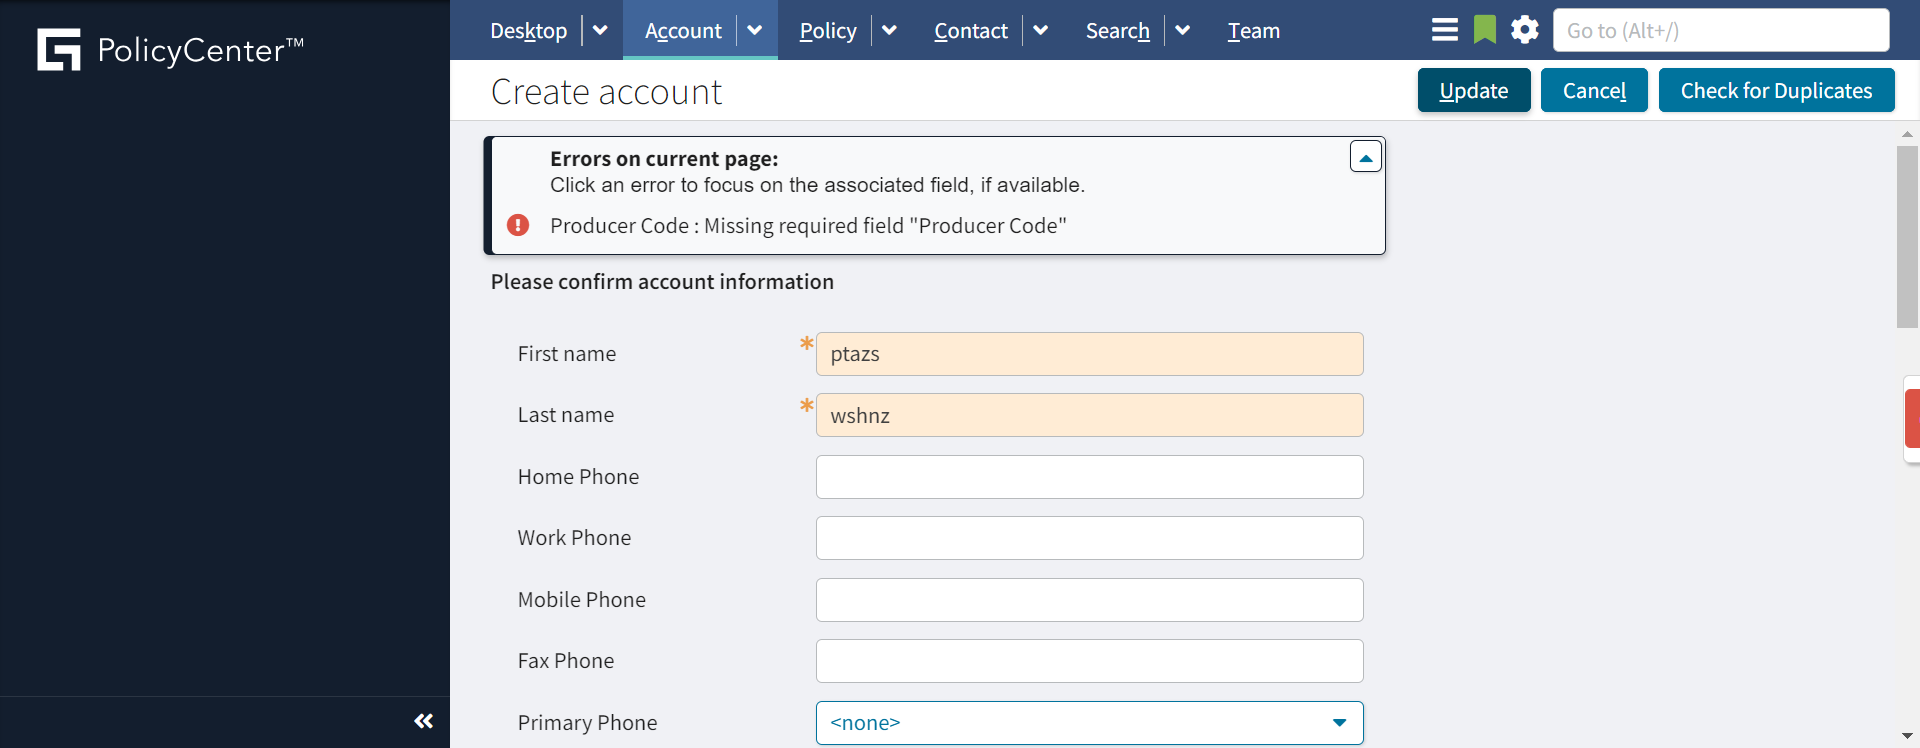 PolicyCenter™
Desktop Account Policy Contact Search Team Go to (Alt+/)
Create account Update Cancel Check for Duplicates
Errors on current page:
Click an error to focus on the associated field, if available.
Producer Code : Missing required field "Producer Code"
Please confirm account information
First name * ptazs
Last name * wshnz
Home Phone
Work Phone
Mobile Phone
Fax Phone
Primary Phone <none>